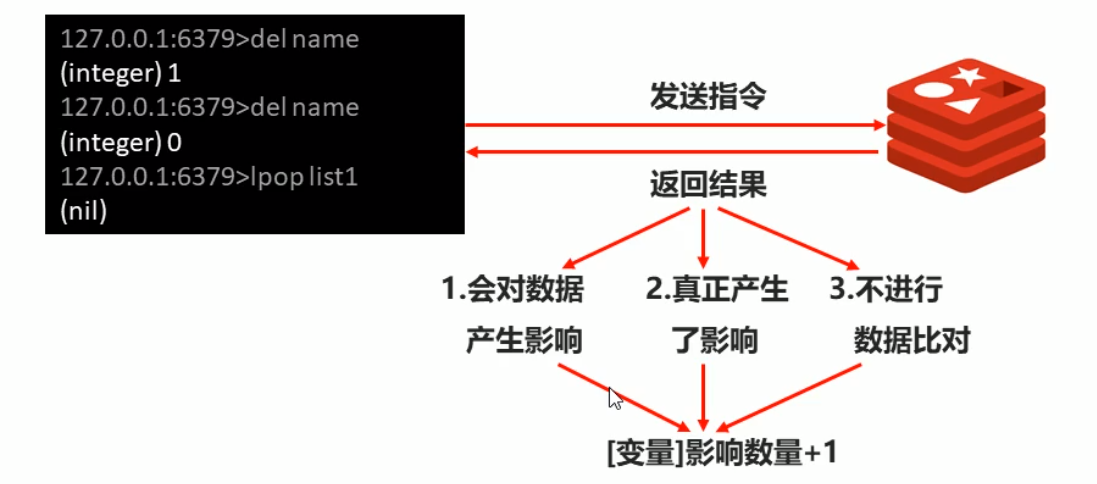 127.0.0.1:6379>del name
(integer) 1
127.0.0.1:6379>del name
(integer) 0
127.0.0.1:6379>lpop list1
(nil)
发送指令
返回结果
1.会对数据
产生影响
2.真正产生
了影响
3.不进行
数据比对
[变量]影响数量+1